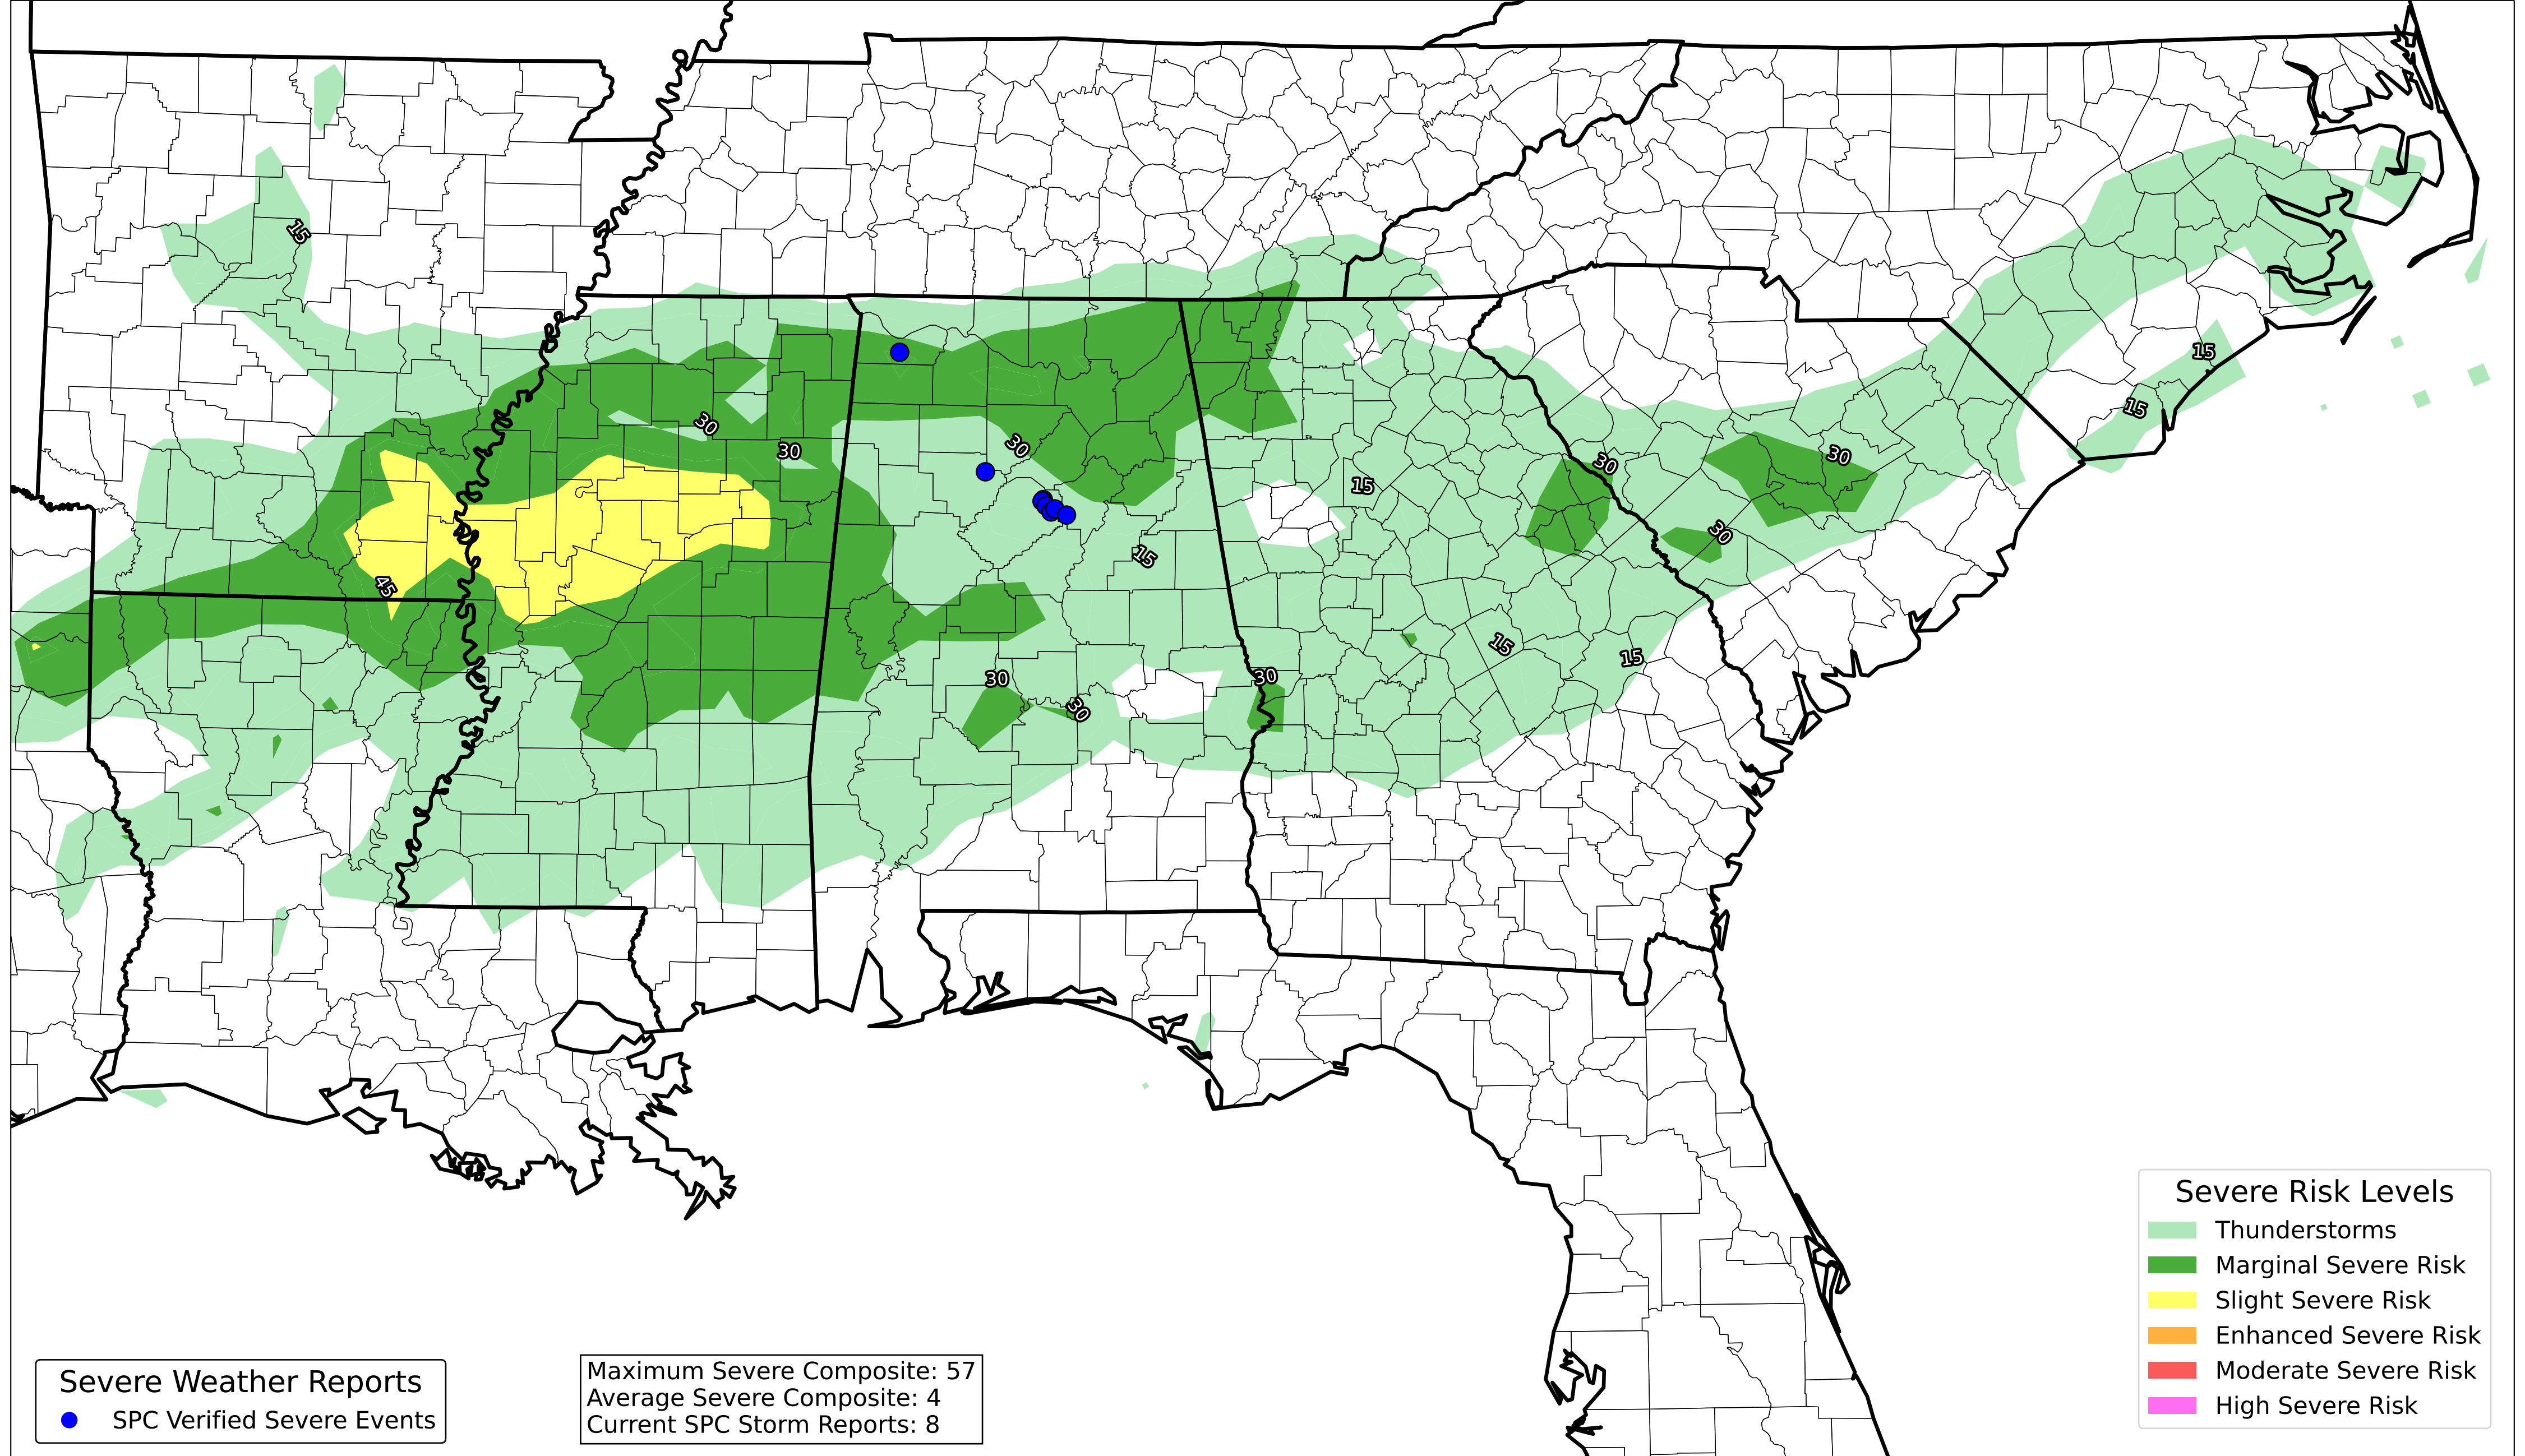 15
30
30
30
45
15
15
30
30
30
15
15
30
15
15
30
30
Severe Weather Reports
SPC Verified Severe Events
Maximum Severe Composite: 57
Average Severe Composite: 4
Current SPC Storm Reports: 8
Severe Risk Levels
Thunderstorms
Marginal Severe Risk
Slight Severe Risk
Enhanced Severe Risk
Moderate Severe Risk
High Severe Risk